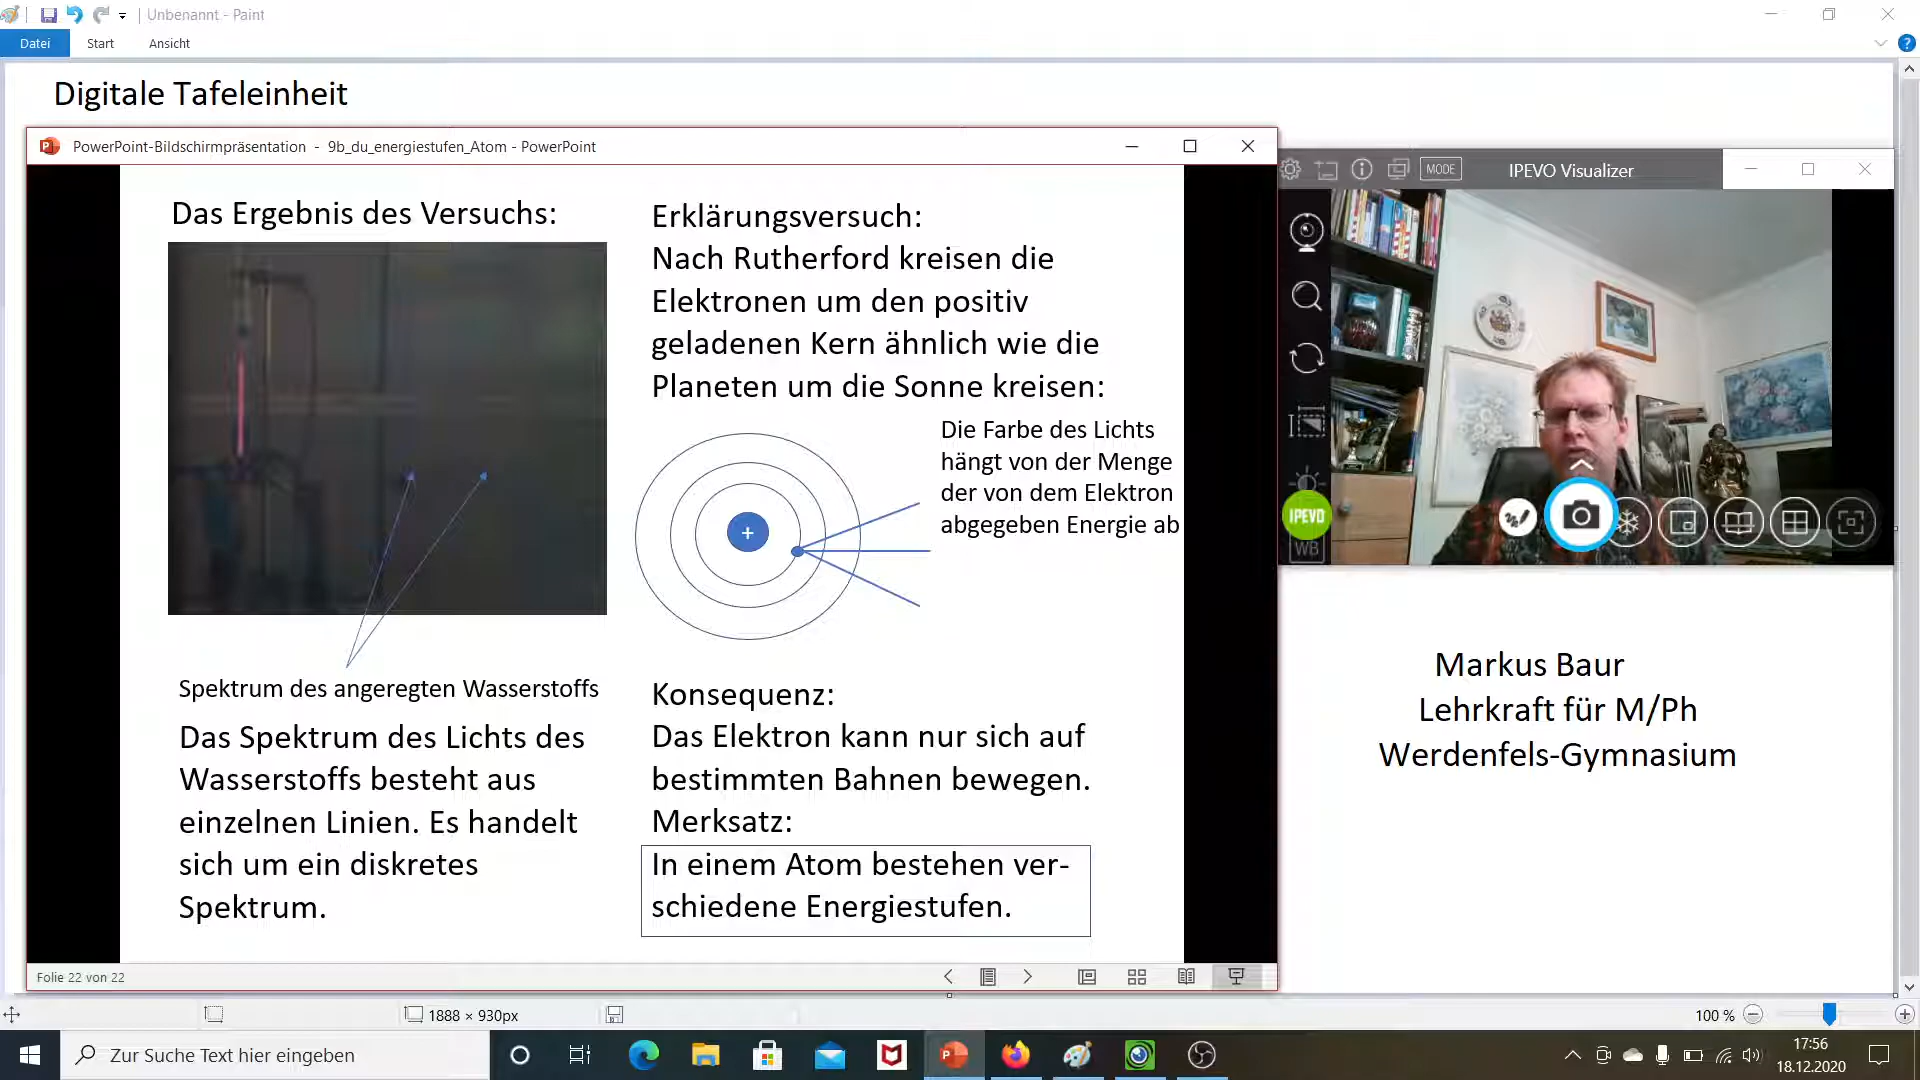 Unbenannt - Paint
Datei
Start
Ansicht
Digitale Tafeleinheit
PowerPoint-Bildschirmpräsentation - 9b_du_energiestufen_Atom - PowerPoint
Das Ergebnis des Versuchs:
Spektrum des angeregten Wasserstoffs
Das Spektrum des Lichts des
Wasserstoffs besteht aus
einzelnen Linien. Es handelt
sich um ein diskretes
Spektrum.
Erklärungsversuch:
Nach Rutherford kreisen die
Elektronen um den positiv
geladenen Kern ähnlich wie die
Planeten um die Sonne kreisen:
+
Die Farbe des Lichts
hängt von der Menge
der von dem Elektron
abgegeben Energie ab
Konsequenz:
Das Elektron kann nur sich auf
bestimmten Bahnen bewegen.
Merksatz:
In einem Atom bestehen ver-
schiedene Energiestufen.
Folie 22 von 22
MODE
IPEVO Visualizer
IPEVO
WB
Markus Baur
Lehrkraft für M/Ph
Werdenfels-Gymnasium
1888 × 930px
100 %
Zur Suche Text hier eingeben
17:56
18.12.2020